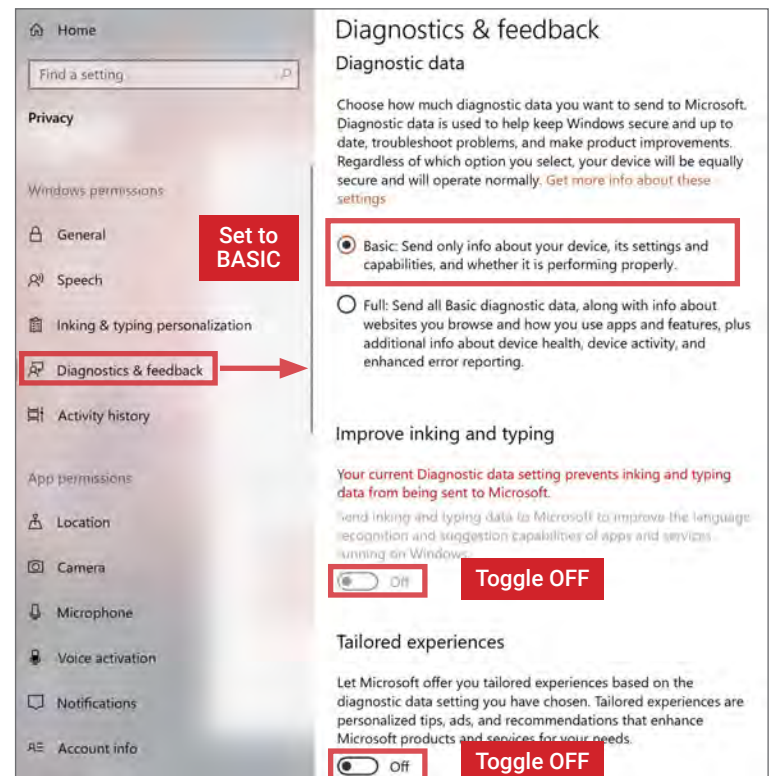 Home
Find a setting
Privacy
Windows permissions
General
Speech
Inking & typing personalization
Diagnostics & feedback
Activity history
App permissions
Location
Camera
Microphone
Voice activation
Notifications
Account info
Set to
BASIC
Diagnostics & feedback
Diagnostic data
Choose how much diagnostic data you want to send to Microsoft.
Diagnostic data is used to help keep Windows secure and up to
date, troubleshoot problems, and make product improvements.
Regardless of which option you select, your device will be equally
secure and will operate normally. Get more info about these
settings
Basic: Send only info about your device, its settings and
capabilities, and whether it is performing properly.
Full: Send all Basic diagnostic data, along with info about
websites you browse and how you use apps and features, plus
additional info about device health, device activity, and
enhanced error reporting.
Improve inking and typing
Your current Diagnostic data setting prevents inking and typing
data from being sent to Microsoft.
Send inking and typing data to Microsoft to improve the language
recognition and suggestion capabilities of apps and services
running on Windows.
Off
Toggle OFF
Tailored experiences
Let Microsoft offer you tailored experiences based on the
diagnostic data setting you have chosen. Tailored experiences are
personalized tips, ads, and recommendations that enhance
Microsoft products and services for your needs.
Off
Toggle OFF